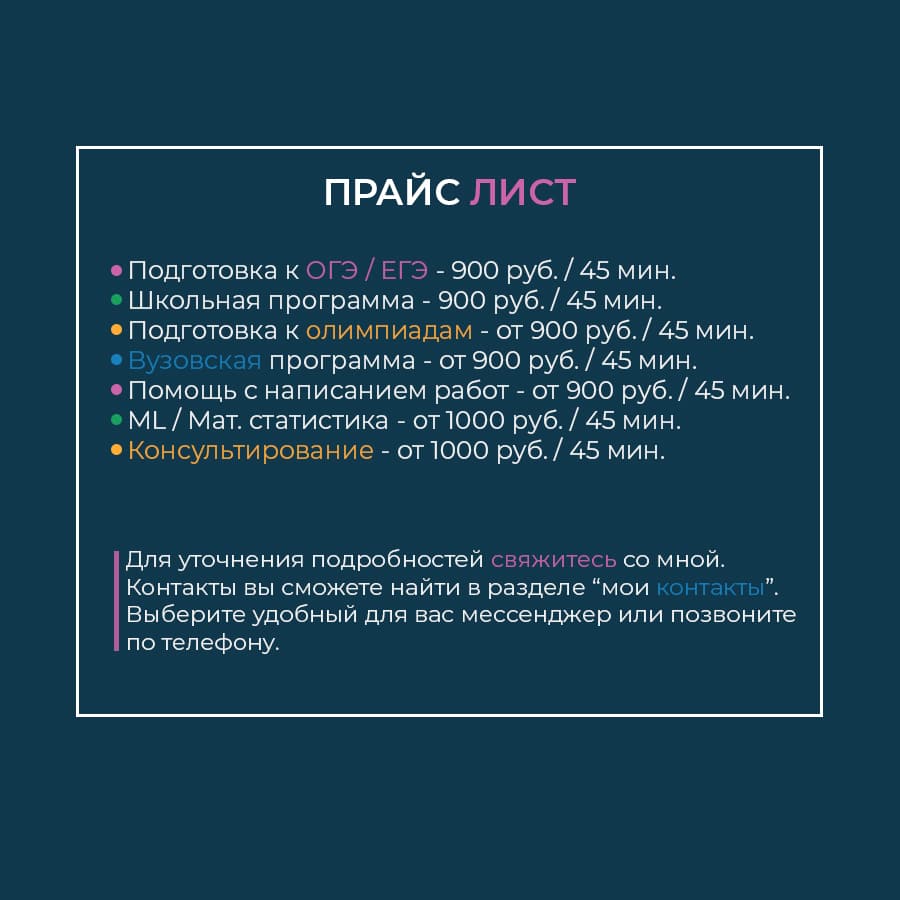 ПРАЙС ЛИСТ
Подготовка к ОГЭ / ЕГЭ - 900 руб. / 45 мин.
Школьная программа - 900 руб. / 45 мин.
Подготовка к олимпиадам - от 900 руб. / 45 мин.
Вузовская программа - от 900 руб. / 45 мин.
Помощь с написанием работ - от 900 руб. / 45 мин.
ML / Мат. статистика - от 1000 руб. / 45 мин.
Консультирование - от 1000 руб. / 45 мин.
Для уточнения подробностей свяжитесь со мной.
Контакты вы сможете найти в разделе “мои контакты”.
Выберите удобный для вас мессенджер или позвоните
по телефону.